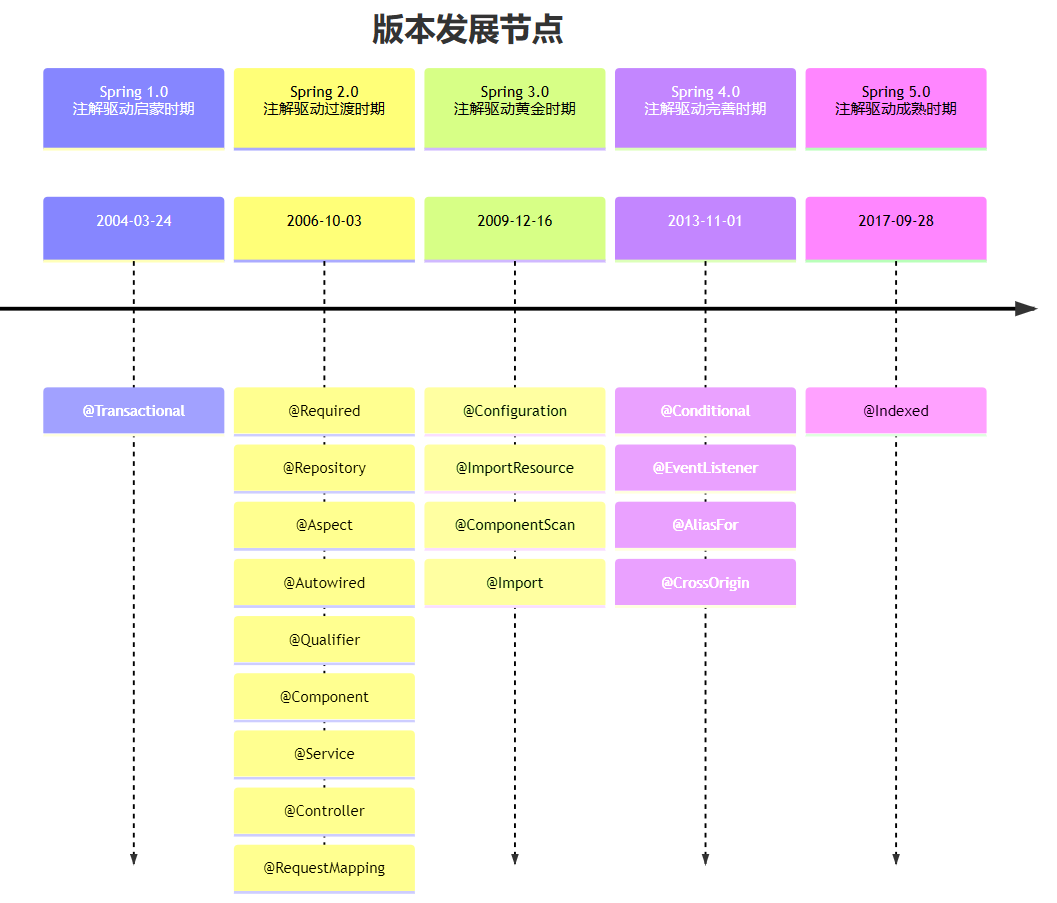 版本发展节点
Spring 1.0
注解驱动启蒙时期
Spring 2.0
注解驱动过渡时期
Spring 3.0
注解驱动黄金时期
Spring 4.0
注解驱动完善时期
Spring 5.0
注解驱动成熟时期
2004-03-24
2006-10-03
2009-12-16
2013-11-01
2017-09-28
@Transactional
@Required
@Repository
@Aspect
@Autowired
@Qualifier
@Component
@Service
@Controller
@RequestMapping
@Configuration
@ImportResource
@ComponentScan
@Import
@Conditional
@EventListener
@AliasFor
@CrossOrigin
@Indexed